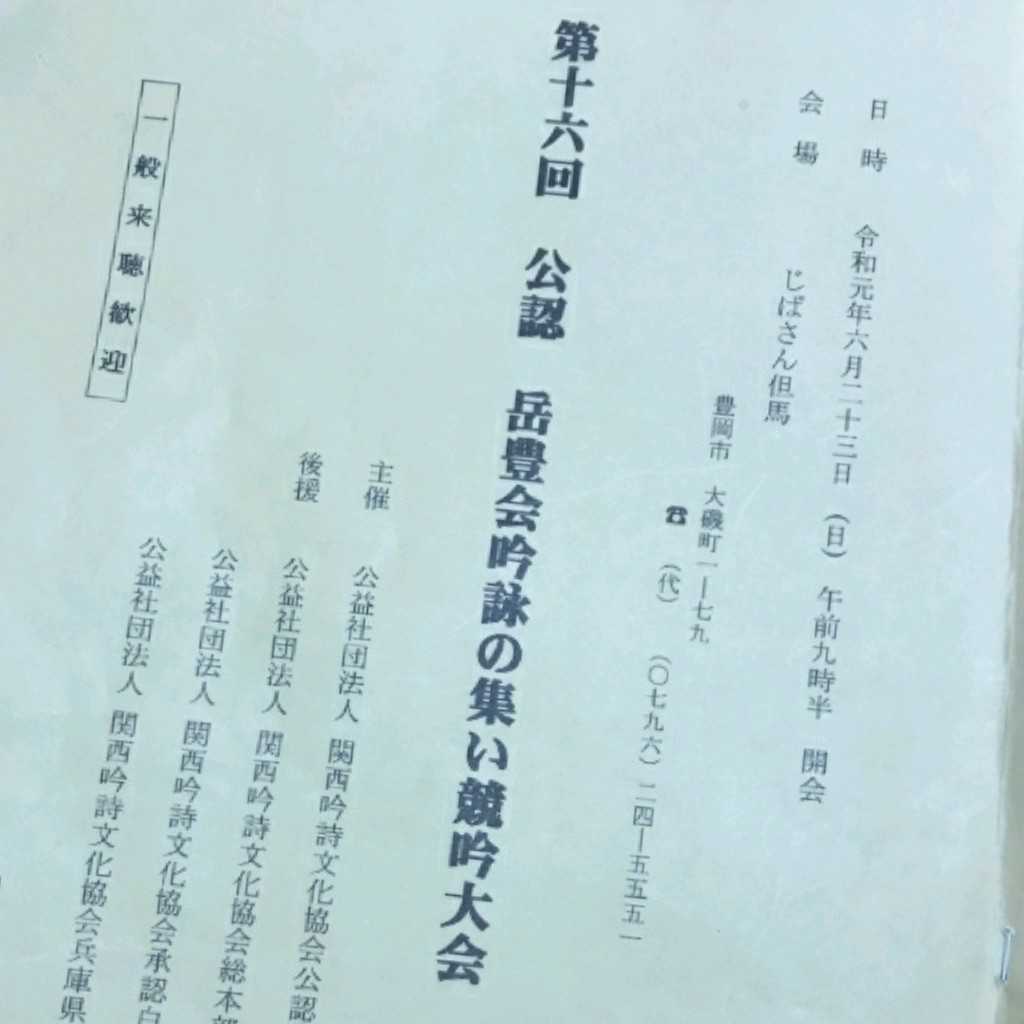 日時　令和元年六月二十三日（日）午前九時半　開会
会場　じばさん但馬
豊岡市　大磯町一―七九
☎（代）（〇七九六）二四―五五五一
第十六回　公認　岳豊会吟詠の集い競吟大会
主催　公益社団法人　関西吟詩文化協会公認
後援　公益社団法人　関西吟詩文化協会総本部
公益社団法人　関西吟詩文化協会承認
公益社団法人　関西吟詩文化協会兵庫県
一般来聴歓迎